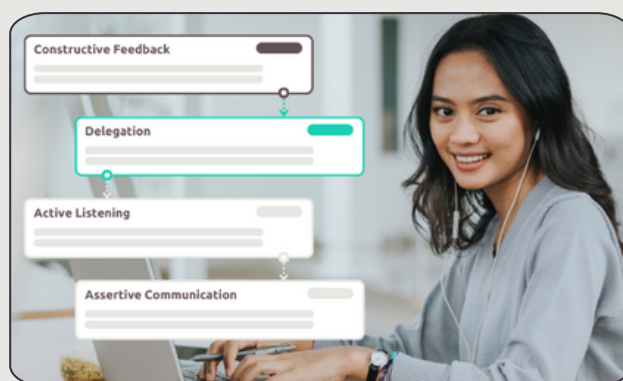 Constructive Feedback
Delegation
Active Listening
Assertive Communication